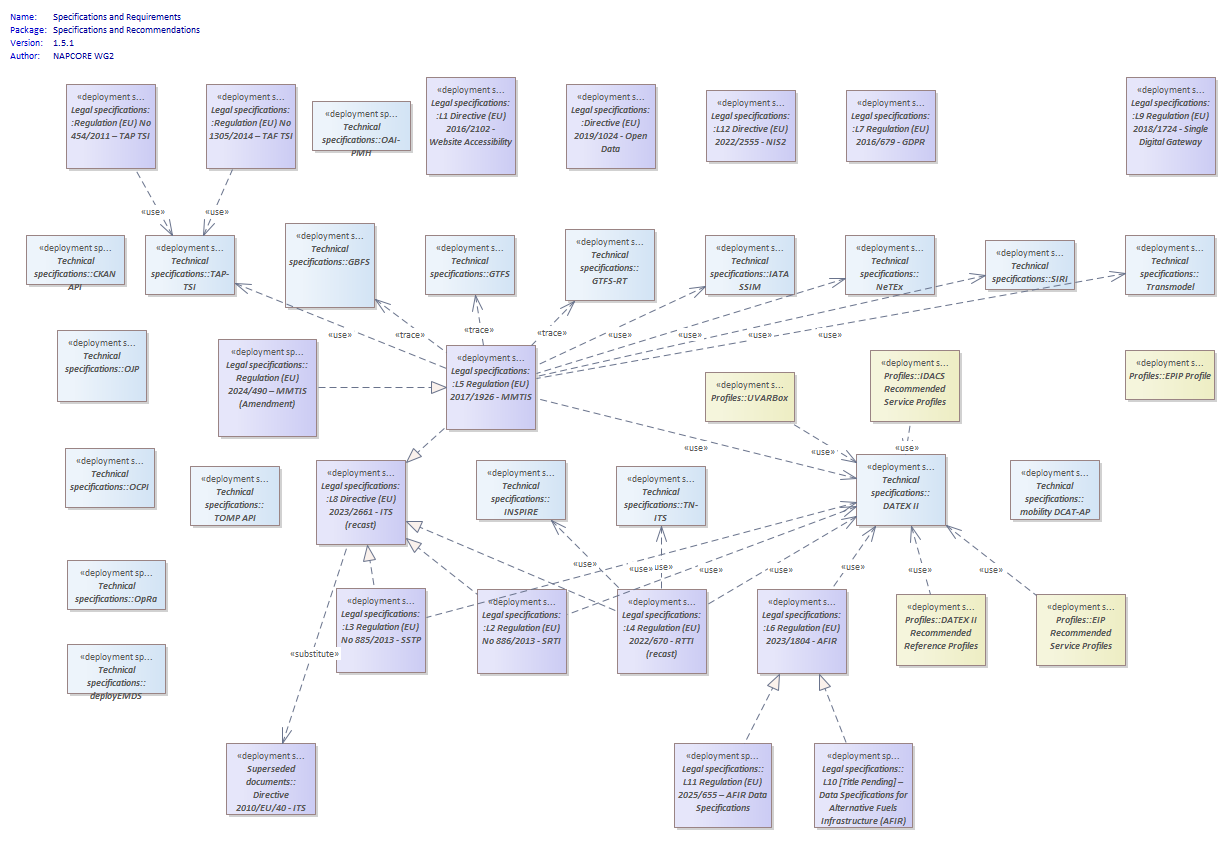 Name: Specifications and Requirements
Package: Specifications and Recommendations
Version: 1.5.1
Author: NAPCORE WG2
«deployment s...
Legal specifications:
:Regulation (EU) No
454/2011 – TAP TSI
«deployment s...
Legal specifications:
:Regulation (EU) No
1305/2014 – TAF TSI
«deployment sp...
Technical
specifications::OAI-
PMH
«deployment s...
Legal specifications:
:L1 Directive (EU)
2016/2102 -
Website Accessibility
«deployment s...
Legal specifications:
:Directive (EU)
2019/1024 - Open
Data
«deployment s...
Legal specifications:
:L12 Directive (EU)
2022/2555 - NIS2
«deployment s...
Legal specifications:
:L7 Regulation (EU)
2016/679 - GDPR
«deployment s...
Legal specifications:
:L9 Regulation (EU)
2018/1724 - Single
Digital Gateway
«use»
«use»
«deployment sp...
Technical
specifications::CKAN
API
«deployment s...
Technical
specifications::TAP-
TSI
«deployment s...
Technical
specifications::GBFS
«deployment s...
Technical
specifications::GTFS
«deployment s...
Technical
specifications::
GTFS-RT
«deployment s...
Technical
specifications::IATA
SSIM
«deployment s...
Technical
specifications::
NeTEx
«deployment s...
Technical
specifications::SIRI
«deployment s...
Technical
specifications::
Transmodel
«use»
«trace»
«trace»
«trace»
«use»
«use»
«use»
«use»
«deployment s...
Technical
specifications::OJP
«deployment sp...
Legal specifications::
Regulation (EU)
2024/490 – MMTIS
(Amendment)
«deployment s...
Legal specifications:
:L5 Regulation (EU)
2017/1926 - MMTIS
«deployment s...
Profiles::UVARBox
«deployment s...
Profiles::IDACS
Recommended
Service Profiles
«deployment s...
Profiles::EPIP Profile
«use»
«use»
«use»
«deployment s...
Technical
specifications::OCPI
«deployment s...
Technical
specifications::
TOMP API
«deployment s...
Legal specifications:
:L8 Directive (EU)
2023/2661 - ITS
(recast)
«deployment s...
Technical
specifications::
INSPIRE
«deployment s...
Technical
specifications::TN-
ITS
«deployment s...
Technical
specifications::
DATEX II
«deployment s...
Technical
specifications::
mobility DCAT-AP
«use»
«use»
«use»
«use»
«use»
«use»
«use»
«use»
«deployment sp...
Technical
specifications::OpRa
«deployment s...
Legal specifications:
:L3 Regulation (EU)
No 885/2013 - SSTP
«deployment s...
Legal specifications:
:L2 Regulation (EU)
No 886/2013 - SRTI
«deployment s...
Legal specifications:
:L4 Regulation (EU)
2022/670 - RTTI
(recast)
«deployment s...
Legal specifications:
:L6 Regulation (EU)
2023/1804 - AFIR
«deployment s...
Profiles::DATEX II
Recommended
Reference Profiles
«deployment s...
Profiles::EIP
Recommended
Service Profiles
«substitute»
«deployment sp...
Technical
specifications::
deployEMDS
«deployment s...
Superseded
documents::
Directive
2010/EU/40 - ITS
«deployment sp...
Legal specifications::
L11 Regulation (EU)
2025/655 – AFIR Data
Specifications
«deployment sp...
Legal specifications::
L10 [Title Pending] –
Data Specifications for
Alternative Fuels
Infrastructure (AFIR)